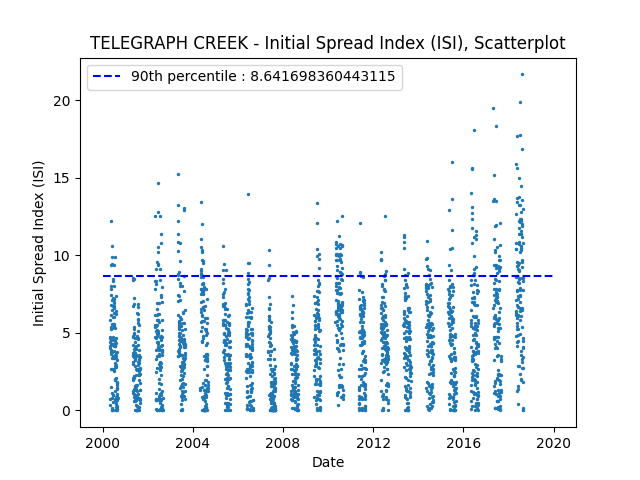 TELEGRAPH CREEK - Initial Spread Index (ISI), Scatterplot
90th percentile : 8.641698360443115
20
15
10
5
0
Initial Spread Index (ISI)
2000 2004 2008 2012 2016 2020
Date